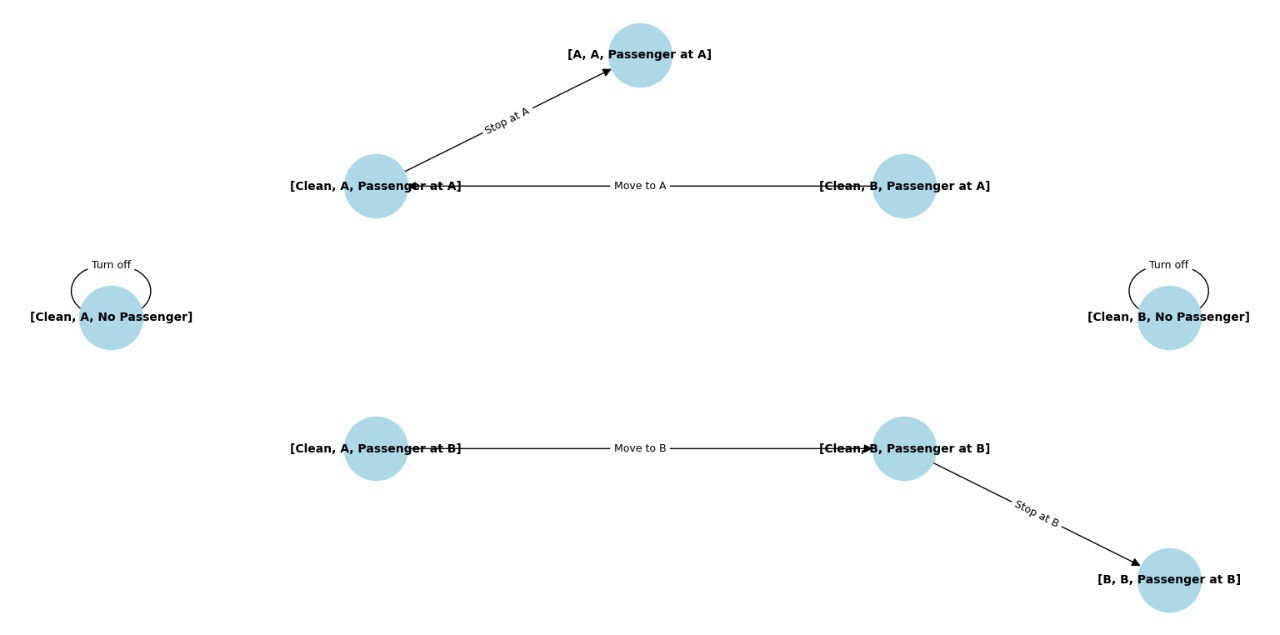 [A, A, Passenger at A]
Stop at A
[Clean, A, Passenger at A]
Move to A
[Clean, B, Passenger at A]
Turn off
Turn off
[Clean, A, No Passenger]
[Clean, B, No Passenger]
[Clean, A, Passenger at B]
Move to B
[Clean, B, Passenger at B]
Stop at B
[B, B, Passenger at B]